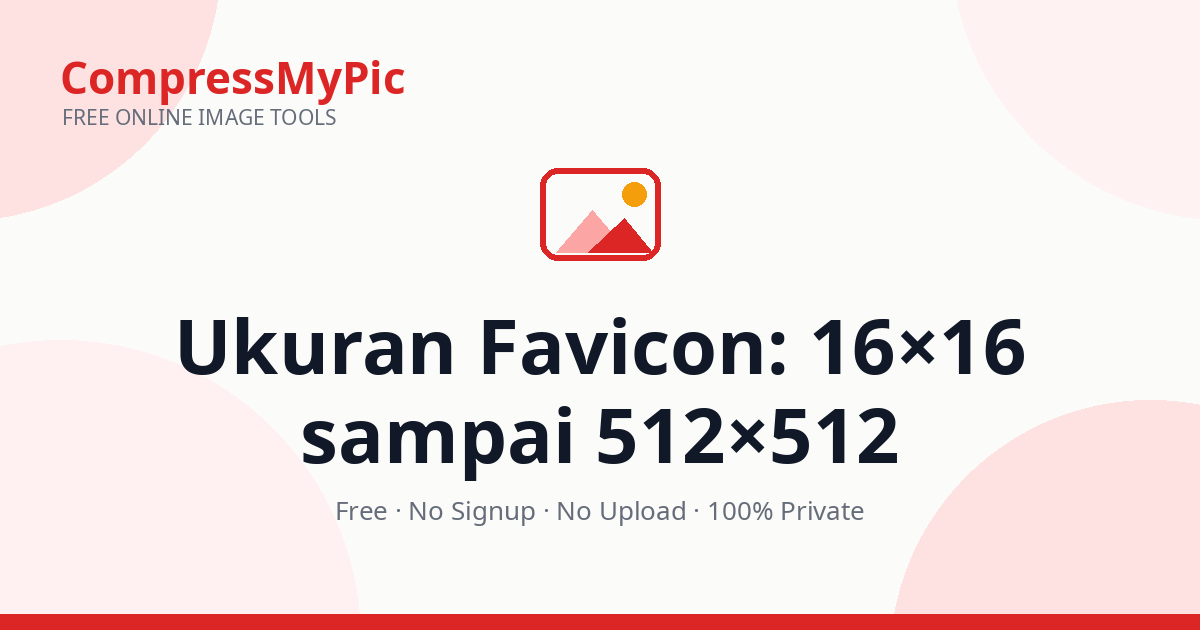 CompressMyPic
FREE ONLINE IMAGE TOOLS
Ukuran Favicon: 16×16
sampai 512×512
Free · No Signup · No Upload · 100% Private